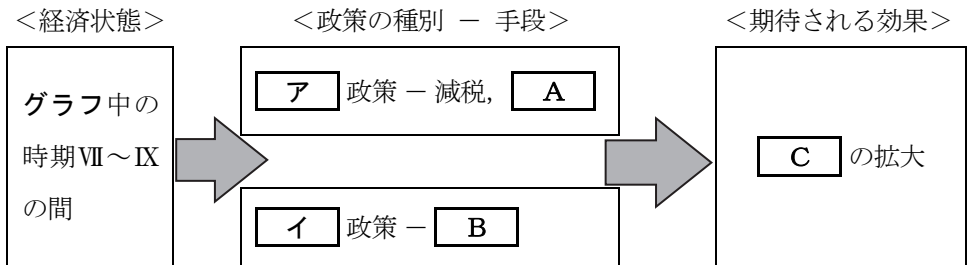 ＜経済状態＞
＜政策の種別 － 手段＞
＜期待される効果＞
グラフ中の
時期Ⅶ～Ⅸ
の間
ア 政策 － 減税, A
イ 政策 － B
C の拡大